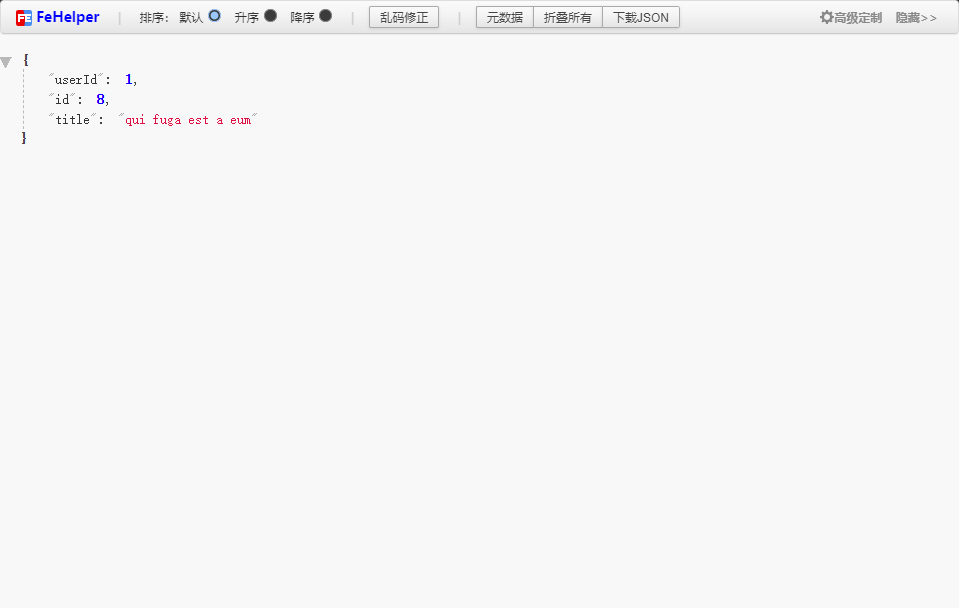 FE FeHelper | 排序: 默认 升序 降序 | 乱码修正 | 元数据 折叠所有 下载JSON 高级定制 隐藏>>
{
"userId": 1,
"id": 8,
"title": "qui fuga est a eum"
}